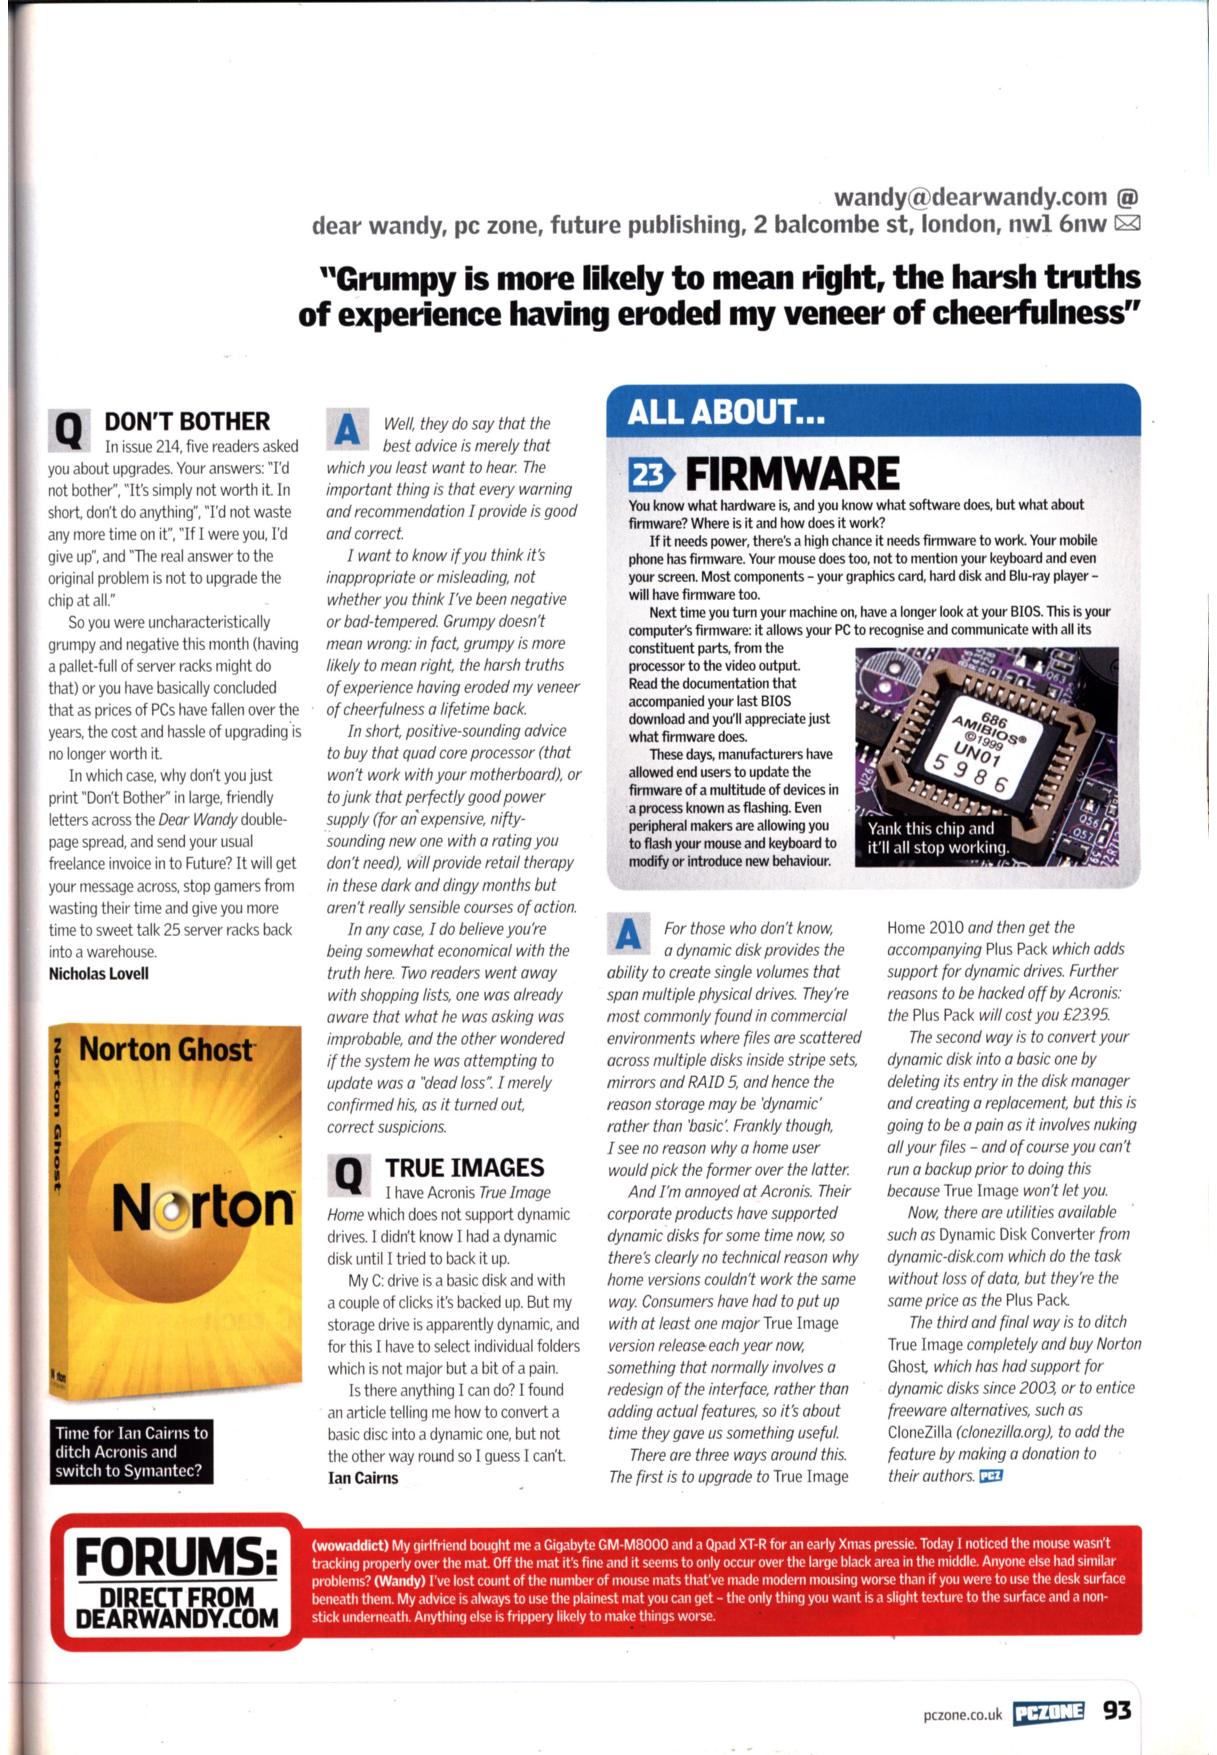 wandy@dearwandy.com @
dear wandy, pc zone, future publishing, 2 balcombe st, london, nw1 6nw
"Grumpy is more likely to mean right, the harsh truths
of experience having eroded my veneer of cheerfulness"
Q DON'T BOTHER
In issue 214, five readers asked
you about upgrades. Your answers: "I'd
not bother", "It's simply not worth it. In
short, don't do anything", "I'd not waste
any more time on it", "If I were you, I'd
give up", and "The real answer to the
original problem is not to upgrade the
chip at all."
So you were uncharacteristically
grumpy and negative this month (having
a pallet-full of server racks might do
that) or you have basically concluded
that as prices of PCs have fallen over the
years, the cost and hassle of upgrading is
no longer worth it.
In which case, why don't you just
print "Don't Bother" in large, friendly
letters across the Dear Wandy double-
page spread, and send your usual
freelance invoice in to Future? It will get
your message across, stop gamers from
wasting their time and give you more
time to sweet talk 25 server racks back
into a warehouse.
Nicholas Lovell
Norton Ghost™
Norton Ghost
Norton™
Norton
Time for Ian Cairns to
ditch Acronis and
switch to Symantec?
A Well, they do say that the
best advice is merely that
which you least want to hear. The
important thing is that every warning
and recommendation I provide is good
and correct.
I want to know if you think it's
inappropriate or misleading, not
whether you think I've been negative
or bad-tempered. Grumpy doesn't
mean wrong: in fact, grumpy is more
likely to mean right, the harsh truths
of experience having eroded my veneer
of cheerfulness a lifetime back.
In short, positive-sounding advice
to buy that quad core processor (that
won't work with your motherboard), or
to junk that perfectly good power
supply (for an expensive, nifty-
sounding new one with a rating you
don't need), will provide retail therapy
in these dark and dingy months but
aren't really sensible courses of action.
In any case, I do believe you're
being somewhat economical with the
truth here. Two readers went away
with shopping lists, one was already
aware that what he was asking was
improbable, and the other wondered
if the system he was attempting to
update was a "dead loss". I merely
confirmed his, as it turned out,
correct suspicions.
Q TRUE IMAGES
I have Acronis True Image
Home which does not support dynamic
drives. I didn't know I had a dynamic
disk until I tried to back it up.
My C: drive is a basic disk and with
a couple of clicks it's backed up. But my
storage drive is apparently dynamic, and
for this I have to select individual folders
which is not major but a bit of a pain.
Is there anything I can do? I found
an article telling me how to convert a
basic disc into a dynamic one, but not
the other way round so I guess I can't.
Ian Cairns
ALL ABOUT...
23 FIRMWARE
You know what hardware is, and you know what software does, but what about
firmware? Where is it and how does it work?
If it needs power, there's a high chance it needs firmware to work. Your mobile
phone has firmware. Your mouse does too, not to mention your keyboard and even
your screen. Most components – your graphics card, hard disk and Blu-ray player –
will have firmware too.
Next time you turn your machine on, have a longer look at your BIOS. This is your
computer's firmware: it allows your PC to recognise and communicate with all its
constituent parts, from the
processor to the video output.
Read the documentation that
accompanied your last BIOS
download and you'll appreciate just
what firmware does.
These days, manufacturers have
allowed end users to update the
firmware of a multitude of devices in
a process known as flashing. Even
peripheral makers are allowing you
to flash your mouse and keyboard to
modify or introduce new behaviour.
686
AMIBIOS®
©1999
UN01
5986
U26
Q63
Q56
Q57
Yank this chip and
it'll all stop working.
A For those who don't know,
a dynamic disk provides the
ability to create single volumes that
span multiple physical drives. They're
most commonly found in commercial
environments where files are scattered
across multiple disks inside stripe sets,
mirrors and RAID 5, and hence the
reason storage may be 'dynamic'
rather than 'basic'. Frankly though,
I see no reason why a home user
would pick the former over the latter.
And I'm annoyed at Acronis. Their
corporate products have supported
dynamic disks for some time now, so
there's clearly no technical reason why
home versions couldn't work the same
way. Consumers have had to put up
with at least one major True Image
version release each year now,
something that normally involves a
redesign of the interface, rather than
adding actual features, so it's about
time they gave us something useful.
There are three ways around this.
The first is to upgrade to True Image
Home 2010 and then get the
accompanying Plus Pack which adds
support for dynamic drives. Further
reasons to be hacked off by Acronis:
the Plus Pack will cost you £23.95.
The second way is to convert your
dynamic disk into a basic one by
deleting its entry in the disk manager
and creating a replacement, but this is
going to be a pain as it involves nuking
all your files – and of course you can't
run a backup prior to doing this
because True Image won't let you.
Now, there are utilities available
such as Dynamic Disk Converter from
dynamic-disk.com which do the task
without loss of data, but they're the
same price as the Plus Pack.
The third and final way is to ditch
True Image completely and buy Norton
Ghost, which has had support for
dynamic disks since 2003, or to entice
freeware alternatives, such as
CloneZilla (clonezilla.org), to add the
feature by making a donation to
their authors. PCZ
FORUMS:
DIRECT FROM
DEARWANDY.COM
(wowaddict) My girlfriend bought me a Gigabyte GM-M8000 and a Qpad XT-R for an early Xmas pressie. Today I noticed the mouse wasn't
tracking properly over the mat. Off the mat it's fine and it seems to only occur over the large black area in the middle. Anyone else had similar
problems? (Wandy) I've lost count of the number of mouse mats that've made modern mousing worse than if you were to use the desk surface
beneath them. My advice is always to use the plainest mat you can get – the only thing you want is a slight texture to the surface and a non-
stick underneath. Anything else is frippery likely to make things worse.
pczone.co.uk PCZONE 93